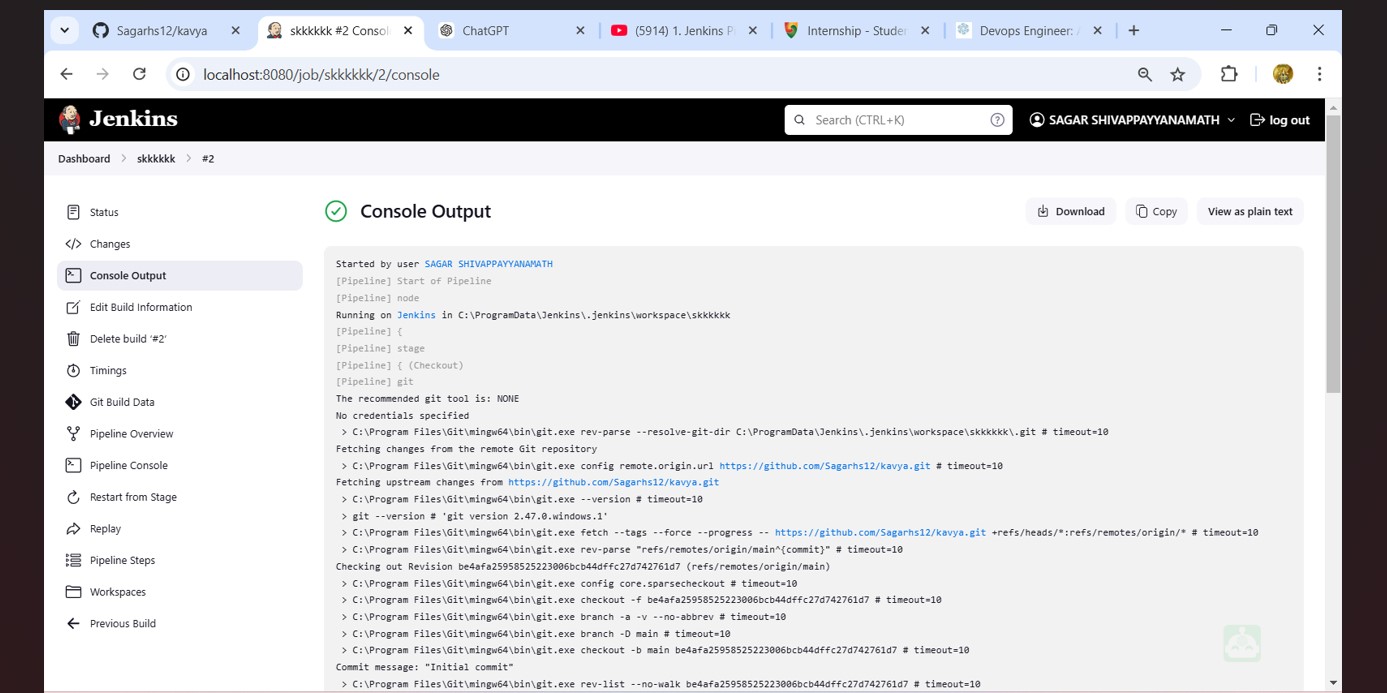 Sagarhs12/kavya
skkkkkk #2 Consol
ChatGPT
(5914) 1. Jenkins P
Internship - Studen
Devops Engineer: A
localhost:8080/job/skkkkkk/2/console
Jenkins
Search (CTRL+K)
SAGAR SHIVAPPAYYANAMATH
log out
Dashboard
skkkkkk
#2
Status
Changes
Console Output
Edit Build Information
Delete build ‘#2’
Timings
Git Build Data
Pipeline Overview
Pipeline Console
Restart from Stage
Replay
Pipeline Steps
Workspaces
Previous Build
Console Output
Download
Copy
View as plain text
Started by user SAGAR SHIVAPPAYYANAMATH
[Pipeline] Start of Pipeline
[Pipeline] node
Running on Jenkins in C:\ProgramData\Jenkins\.jenkins\workspace\skkkkkk
[Pipeline] {
[Pipeline] stage
[Pipeline] { (Checkout)
[Pipeline] git
The recommended git tool is: NONE
No credentials specified
> C:\Program Files\Git\mingw64\bin\git.exe rev-parse --resolve-git-dir C:\ProgramData\Jenkins\.jenkins\workspace\skkkkkk\.git # timeout=10
Fetching changes from the remote Git repository
> C:\Program Files\Git\mingw64\bin\git.exe config remote.origin.url https://github.com/Sagarhs12/kavya.git # timeout=10
Fetching upstream changes from https://github.com/Sagarhs12/kavya.git
> C:\Program Files\Git\mingw64\bin\git.exe --version # timeout=10
> git --version # 'git version 2.47.0.windows.1'
> C:\Program Files\Git\mingw64\bin\git.exe fetch --tags --force --progress -- https://github.com/Sagarhs12/kavya.git +refs/heads/*:refs/remotes/origin/* # timeout=10
> C:\Program Files\Git\mingw64\bin\git.exe rev-parse "refs/remotes/origin/main^{commit}" # timeout=10
Checking out Revision be4afa25958525223006bcb44dffc27d742761d7 (refs/remotes/origin/main)
> C:\Program Files\Git\mingw64\bin\git.exe config core.sparsecheckout # timeout=10
> C:\Program Files\Git\mingw64\bin\git.exe checkout -f be4afa25958525223006bcb44dffc27d742761d7 # timeout=10
> C:\Program Files\Git\mingw64\bin\git.exe branch -a -v --no-abbrev # timeout=10
> C:\Program Files\Git\mingw64\bin\git.exe branch -D main # timeout=10
> C:\Program Files\Git\mingw64\bin\git.exe checkout -b main be4afa25958525223006bcb44dffc27d742761d7 # timeout=10
Commit message: "Initial commit"
> C:\Program Files\Git\mingw64\bin\git.exe rev-list --no-walk be4afa25958525223006bcb44dffc27d742761d7 # timeout=10